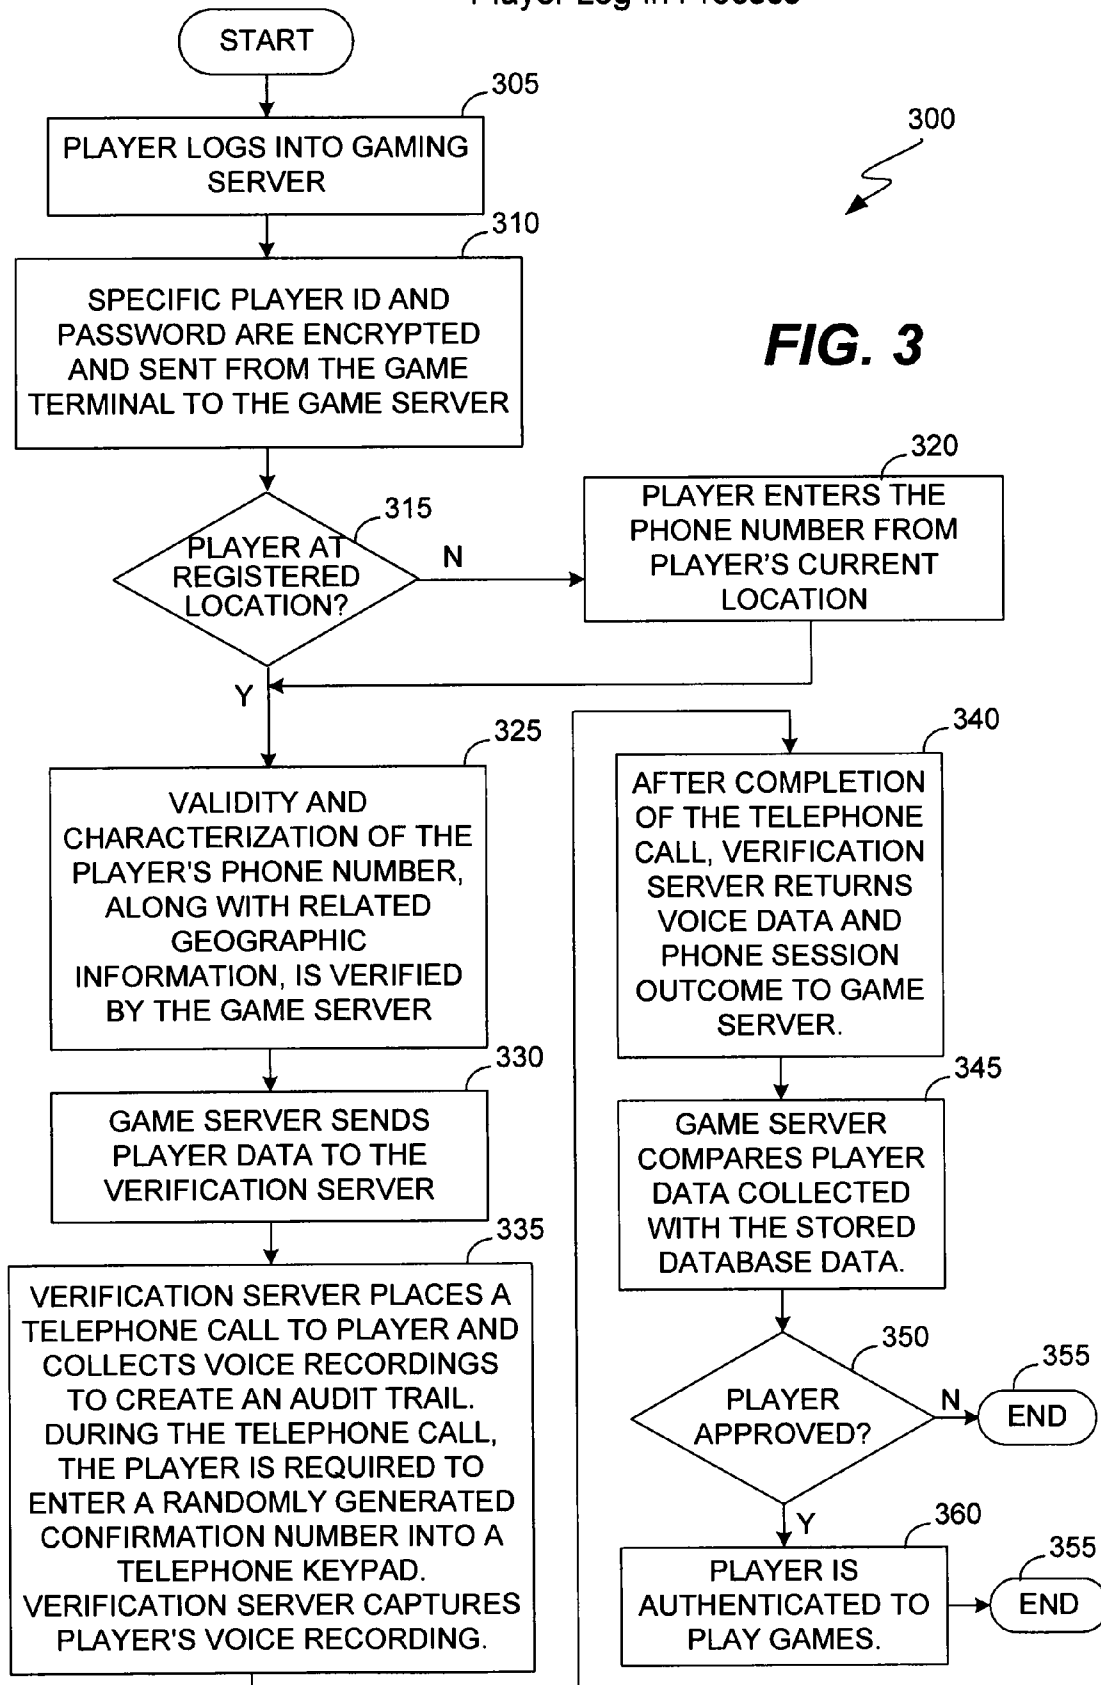 Player Log in Process
START
305
PLAYER LOGS INTO GAMING
SERVER
300
310
SPECIFIC PLAYER ID AND
PASSWORD ARE ENCRYPTED
AND SENT FROM THE GAME
TERMINAL TO THE GAME SERVER
FIG. 3
315
PLAYER AT
REGISTERED
LOCATION?
N
320
PLAYER ENTERS THE
PHONE NUMBER FROM
PLAYER'S CURRENT
LOCATION
Y
325
VALIDITY AND
CHARACTERIZATION OF THE
PLAYER'S PHONE NUMBER,
ALONG WITH RELATED
GEOGRAPHIC
INFORMATION, IS VERIFIED
BY THE GAME SERVER
330
GAME SERVER SENDS
PLAYER DATA TO THE
VERIFICATION SERVER
335
VERIFICATION SERVER PLACES A
TELEPHONE CALL TO PLAYER AND
COLLECTS VOICE RECORDINGS
TO CREATE AN AUDIT TRAIL.
DURING THE TELEPHONE CALL,
THE PLAYER IS REQUIRED TO
ENTER A RANDOMLY GENERATED
CONFIRMATION NUMBER INTO A
TELEPHONE KEYPAD.
VERIFICATION SERVER CAPTURES
PLAYER'S VOICE RECORDING.
340
AFTER COMPLETION
OF THE TELEPHONE
CALL, VERIFICATION
SERVER RETURNS
VOICE DATA AND
PHONE SESSION
OUTCOME TO GAME
SERVER.
345
GAME SERVER
COMPARES PLAYER
DATA COLLECTED
WITH THE STORED
DATABASE DATA.
350
PLAYER
APPROVED?
N
355
END
Y
360
PLAYER IS
AUTHENTICATED TO
PLAY GAMES.
355
END